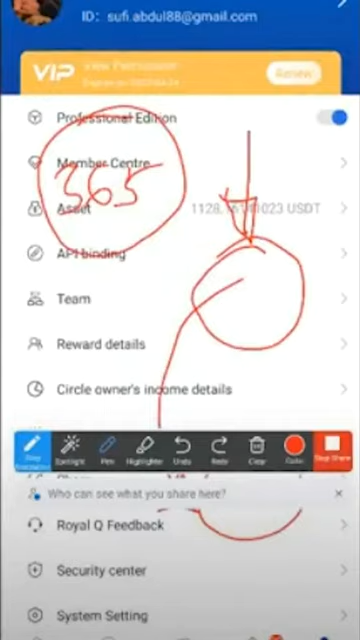 ID: sufi.abdul88@gmail.com
VIP
Renew
Professional Edition
Member Centre
365
Asset
USDT
API binding
Team
Reward details
Circle owner's income details
Spotlight Pen Highlighter Undo Redo Clear Color Stop Share
Who can see what you share here?
Royal Q Feedback
Security center
System Setting